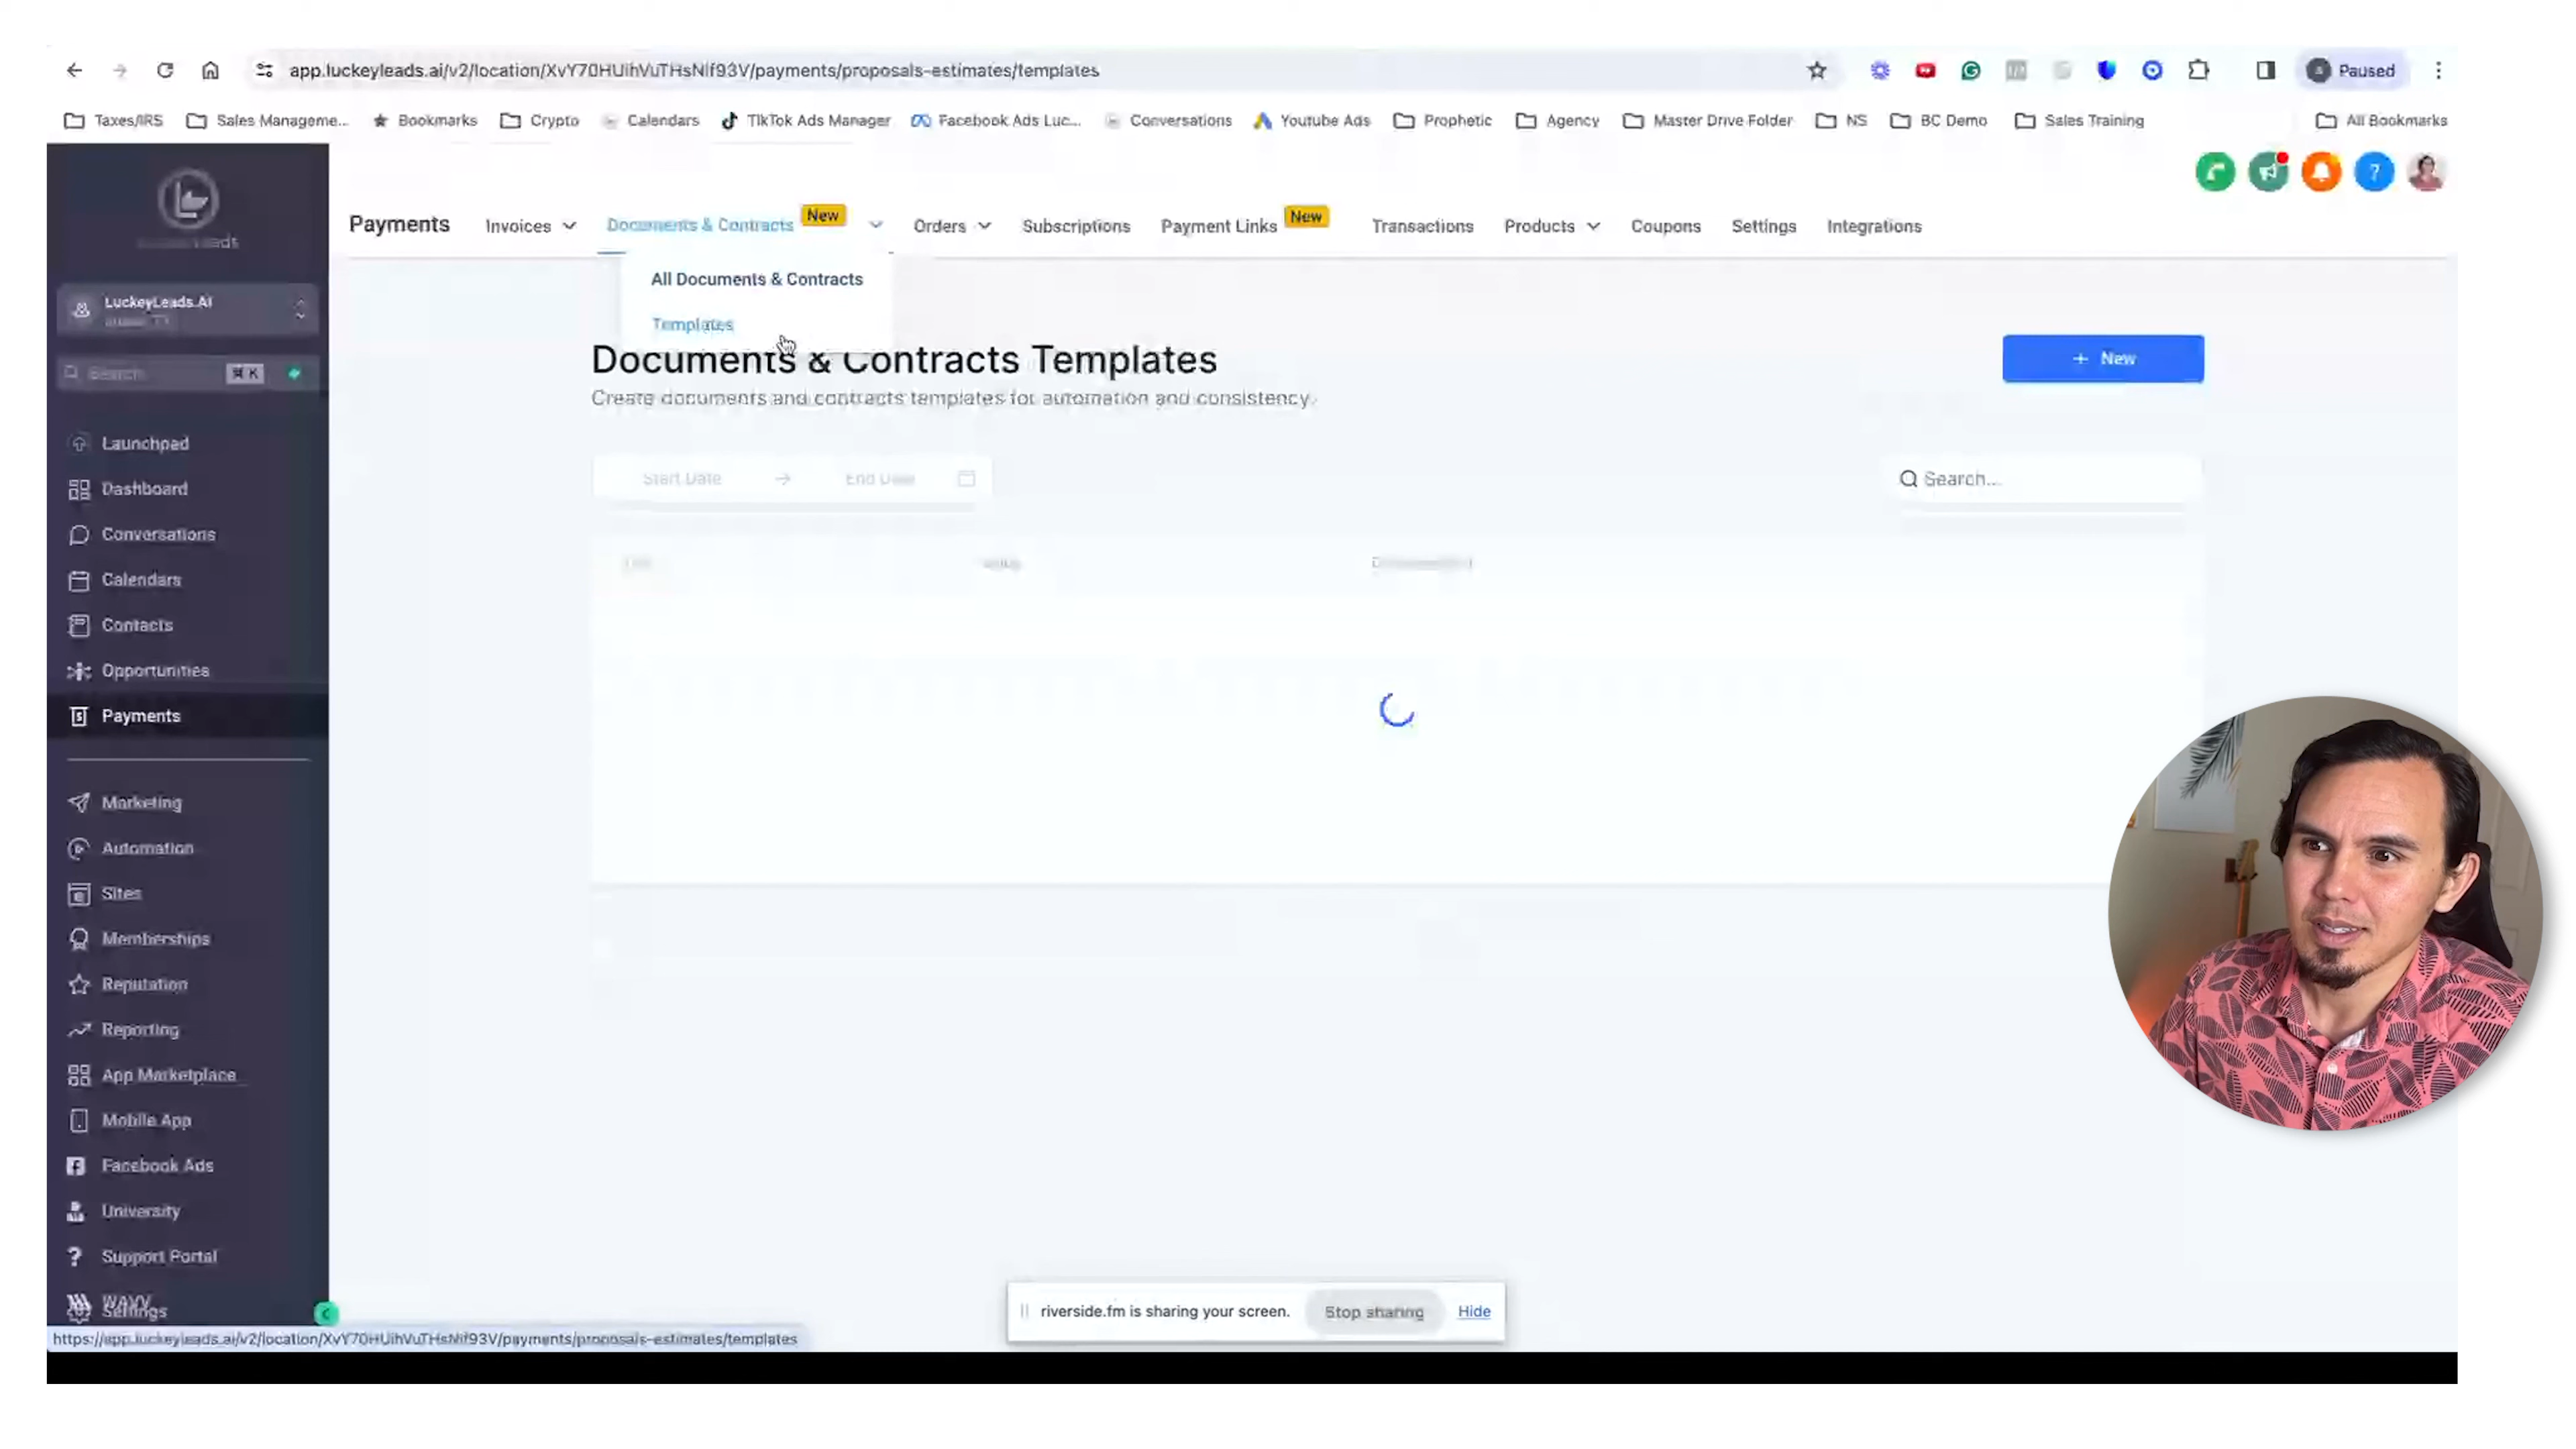 app.luckeyleads.ai/v2/location/XvY70HUihVuTHsNlf93V/payments/proposals-estimates/templates
Paused
Taxes/IRS
Sales Manageme...
Bookmarks
Crypto
Calendars
TikTok Ads Manager
Facebook Ads Luc...
Conversations
Youtube Ads
Prophetic
Agency
Master Drive Folder
NS
BC Demo
Sales Training
All Bookmarks
Payments
Invoices
Documents & Contracts
New
Orders
Subscriptions
Payment Links
New
Transactions
Products
Coupons
Settings
Integrations
All Documents & Contracts
Templates
LuckeyLeads.AI
Search
⌘ K
Launchpad
Dashboard
Conversations
Calendars
Contacts
Opportunities
Payments
Marketing
Automation
Sites
Memberships
Reputation
Reporting
App Marketplace
Mobile App
Facebook Ads
University
Support Portal
WAVV
Settings
Documents & Contracts Templates
Create documents and contracts templates for automation and consistency.
+ New
Start Date
End Date
Search...
riverside.fm is sharing your screen.
Stop sharing
Hide
https://app.luckeyleads.ai/v2/location/XvY70HUihVuTHsNlf93V/payments/proposals-estimates/templates